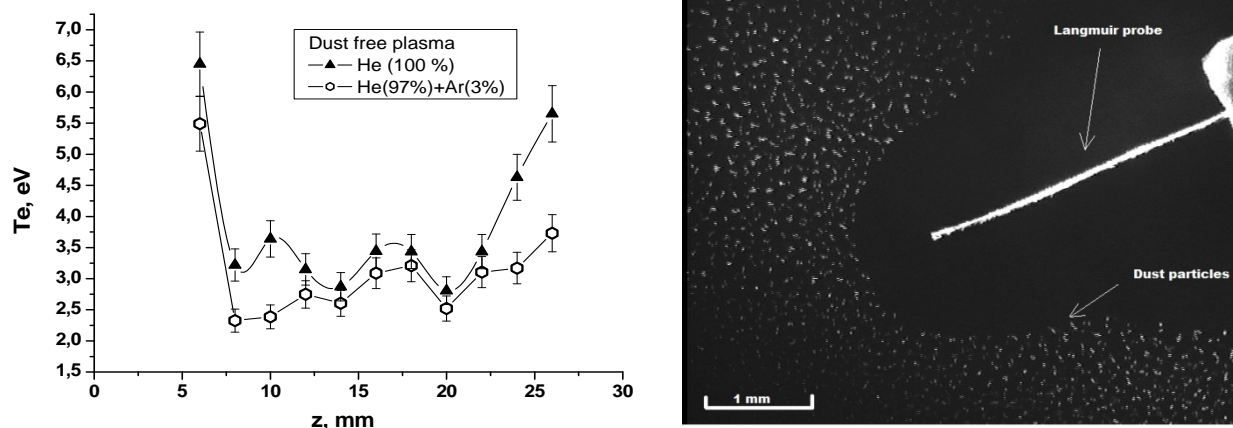 Dust free plasma
He (100 %)
He(97%)+Ar(3%)
7,0
6,5
6,0
5,5
5,0
4,5
4,0
3,5
3,0
2,5
2,0
1,5
Te, eV
0 5 10 15 20 25 30
z, mm
Langmuir probe
Dust particles
1 mm